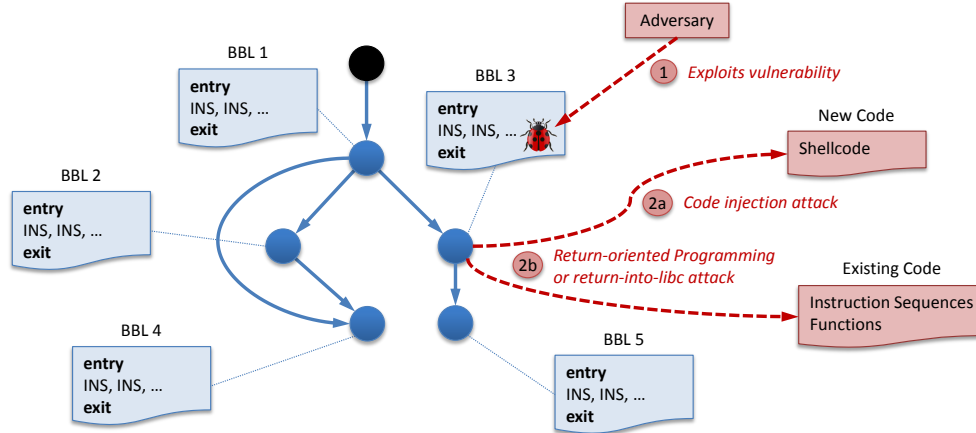 Adversary
BBL 1
entry
INS, INS, ...
exit
BBL 3
entry
INS, INS, ...
exit
1 Exploits vulnerability
New Code
Shellcode
BBL 2
entry
INS, INS, ...
exit
2a Code injection attack
2b Return-oriented Programming
or return-into-libc attack
Existing Code
Instruction Sequences
Functions
BBL 4
entry
INS, INS, ...
exit
BBL 5
entry
INS, INS, ...
exit